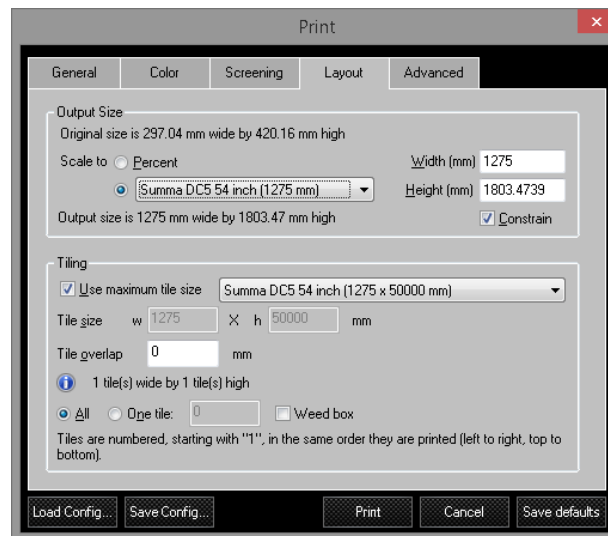 Print
General Color Screening Layout Advanced
Output Size
Original size is 297.04 mm wide by 420.16 mm high
Scale to Percent Width (mm) 1275
Summa DC5 54 inch (1275 mm) Height (mm) 1803.4739
Output size is 1275 mm wide by 1803.47 mm high Constrain
Tiling
Use maximum tile size Summa DC5 54 inch (1275 x 50000 mm)
Tile size w 1275 X h 50000 mm
Tile overlap 0 mm
1 tile(s) wide by 1 tile(s) high
All One tile: 0 Weed box
Tiles are numbered, starting with "1", in the same order they are printed (left to right, top to
bottom).
Load Config... Save Config... Print Cancel Save defaults